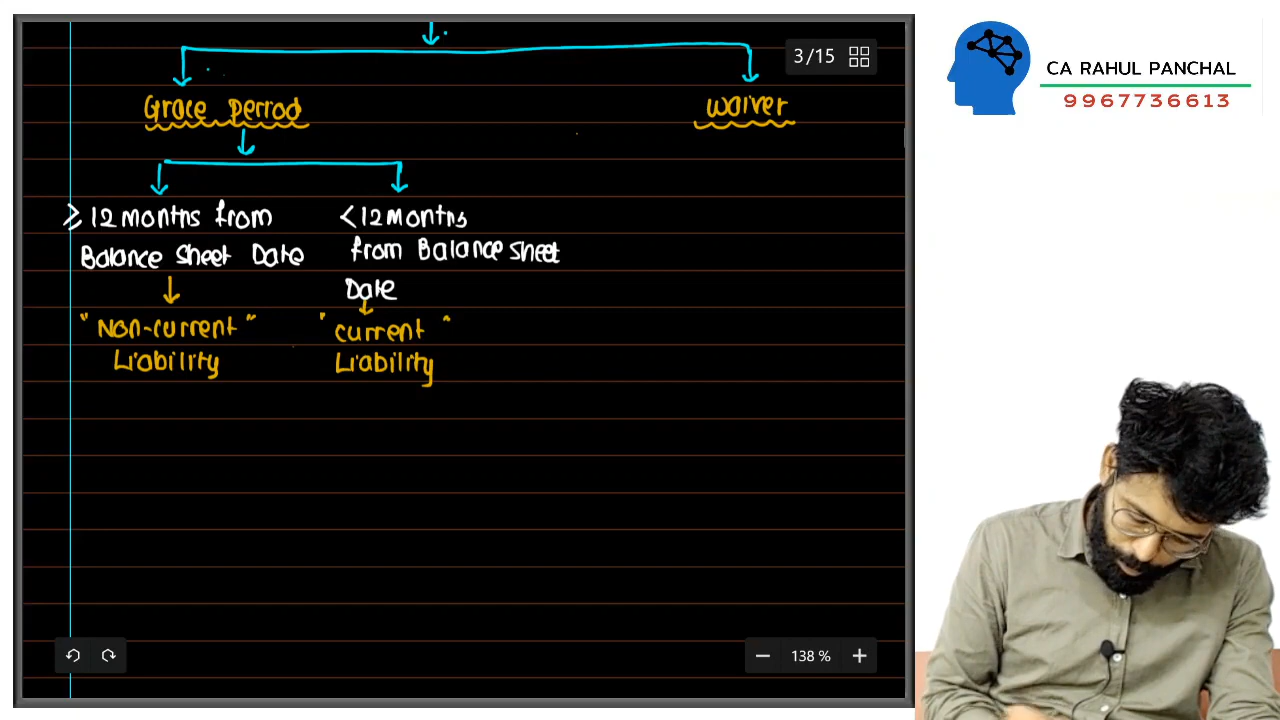 3/15
CA RAHUL PANCHAL
9967736613
Grace Period
Waiver
≥ 12 months from
Balance Sheet Date
< 12 months
from Balance sheet
Date
"Non-current"
Liability
"Current"
Liability
138 %